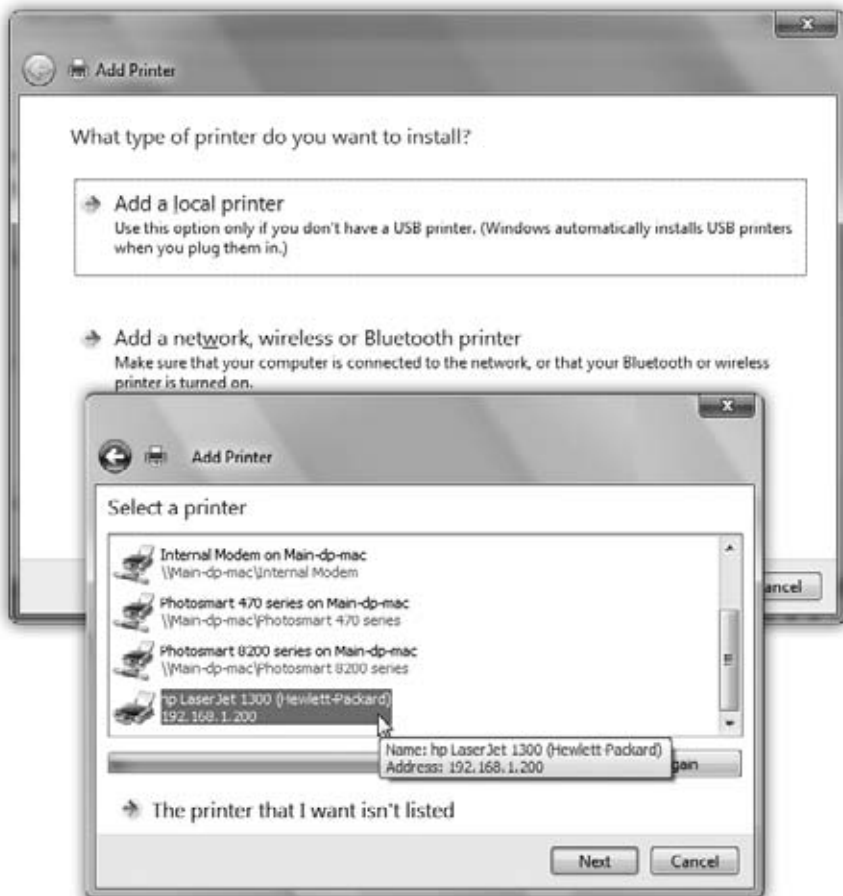 Add Printer
What type of printer do you want to install?
Add a local printer
Use this option only if you don't have a USB printer. (Windows automatically installs USB printers
when you plug them in.)
Add a network, wireless or Bluetooth printer
Make sure that your computer is connected to the network, or that your Bluetooth or wireless
printer is turned on.
Add Printer
Select a printer
Internal Modem on Main-dp-mac
\\Main-dp-mac\Internal Modem
Photosmart 470 series on Main-dp-mac
\\Main-dp-mac\Photosmart 470 series
Photosmart 8200 series on Main-dp-mac
\\Main-dp-mac\Photosmart 8200 series
hp LaserJet 1300 (Hewlett-Packard)
192.168.1.200
Name: hp LaserJet 1300 (Hewlett-Packard)
Address: 192.168.1.200
The printer that I want isn't listed
Next
Cancel